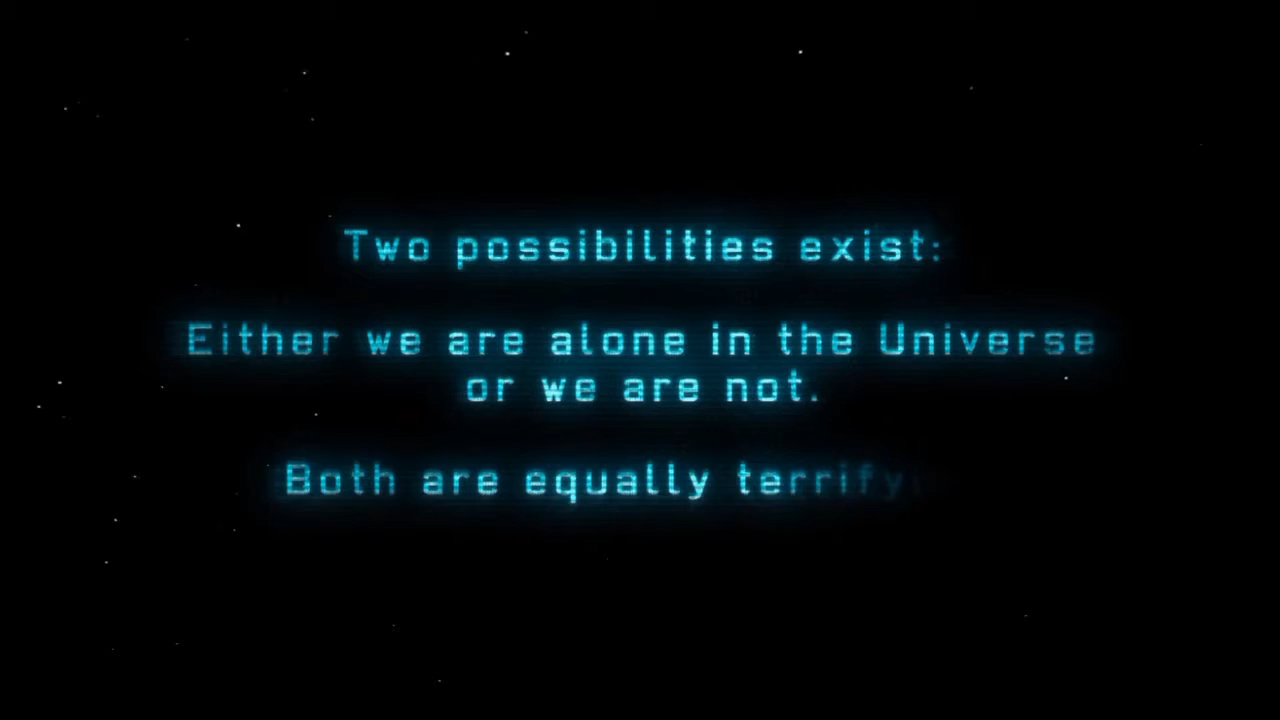 Two possibilities exist:
Either we are alone in the Universe
or we are not.
Both are equally